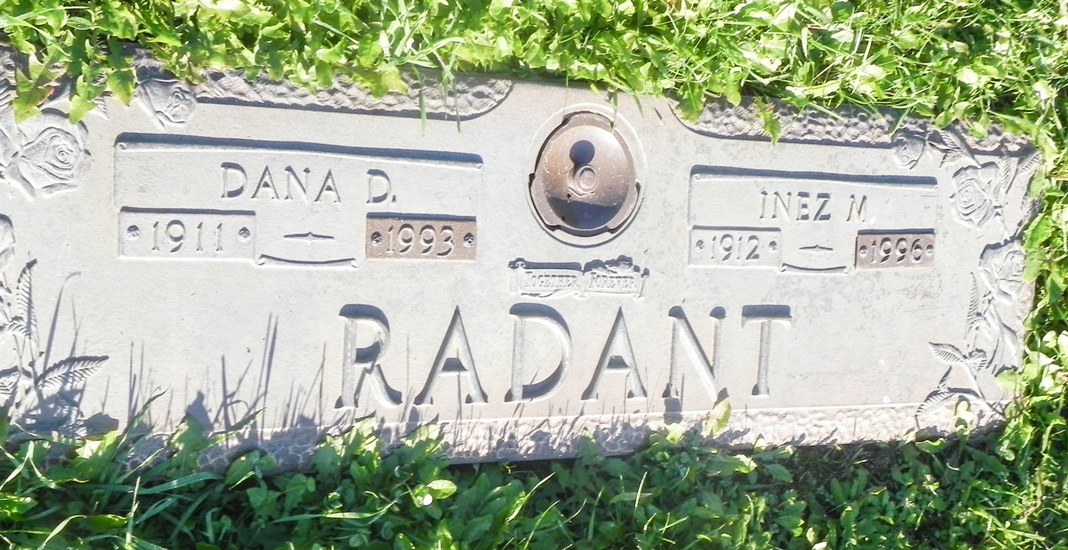 DANA D.
1911 – 1993
INEZ M.
1912 – 1996
TOGETHER FOREVER
RADANT